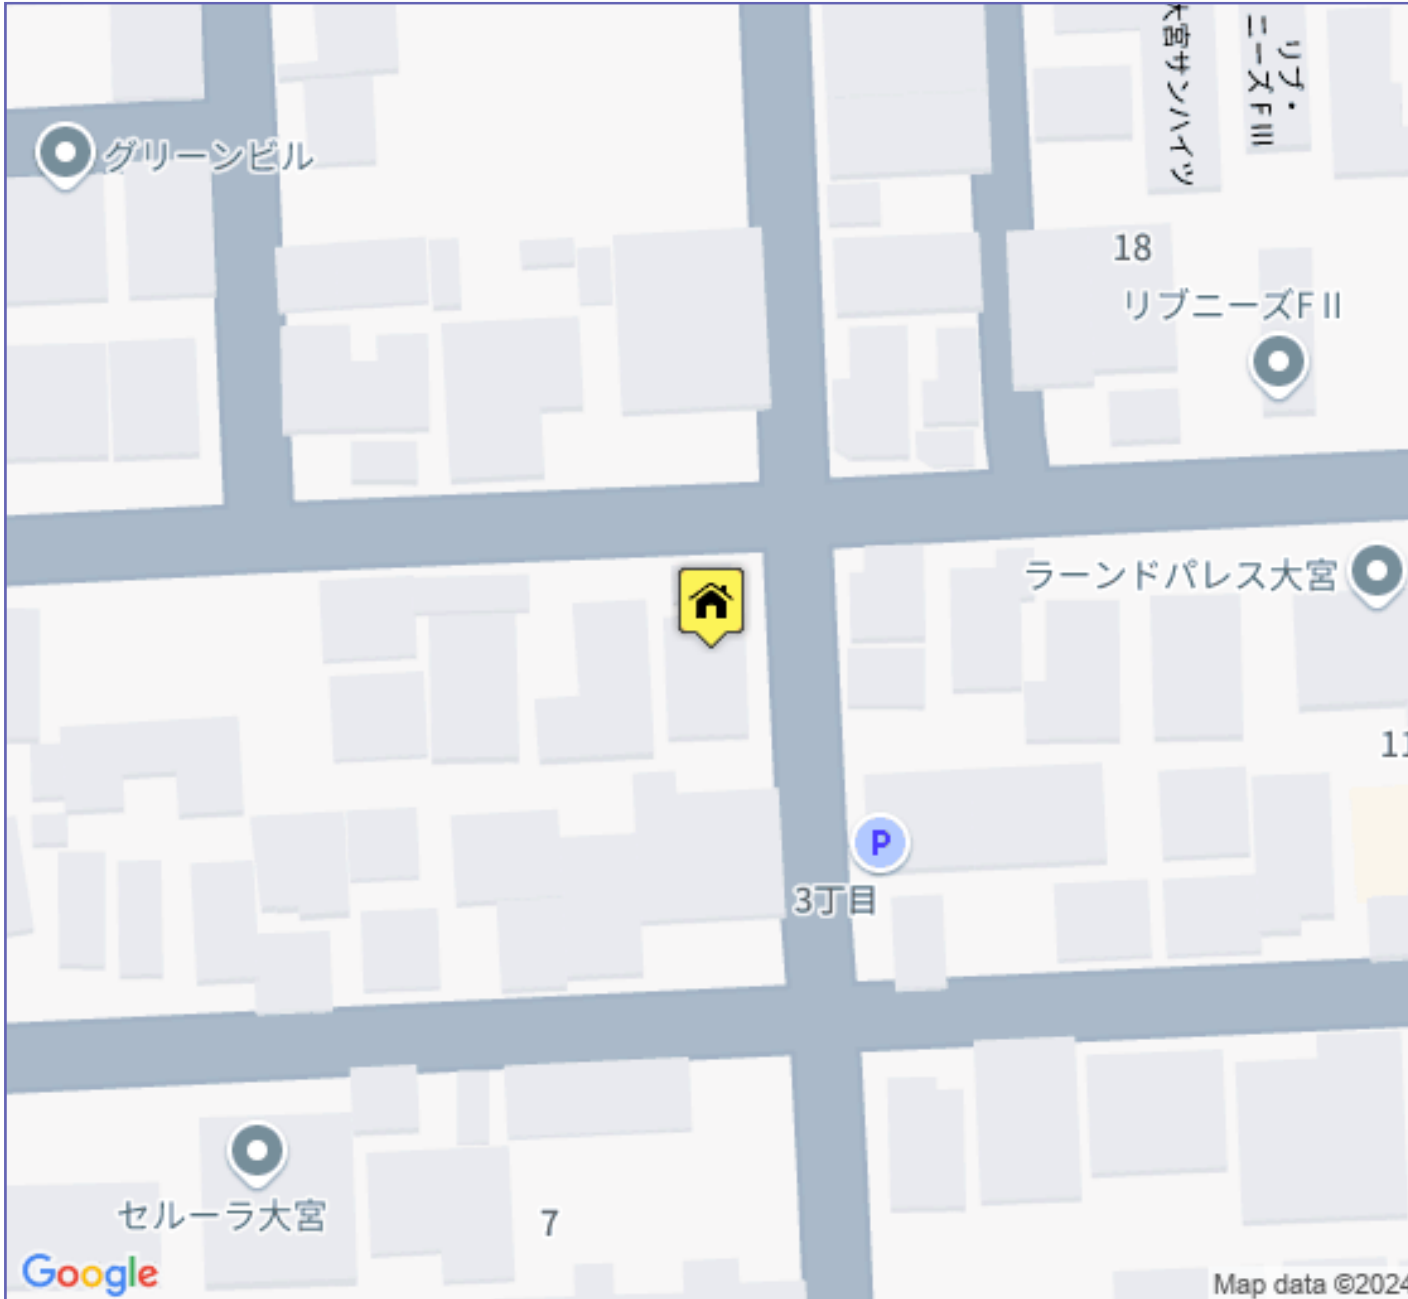 大宮サンハイツ
リブ・
ニーズFIII
グリーンビル
18
リブニーズFII
ラーンドパレス大宮
11
P
3丁目
セルーラ大宮
7
Google
Map data ©2024